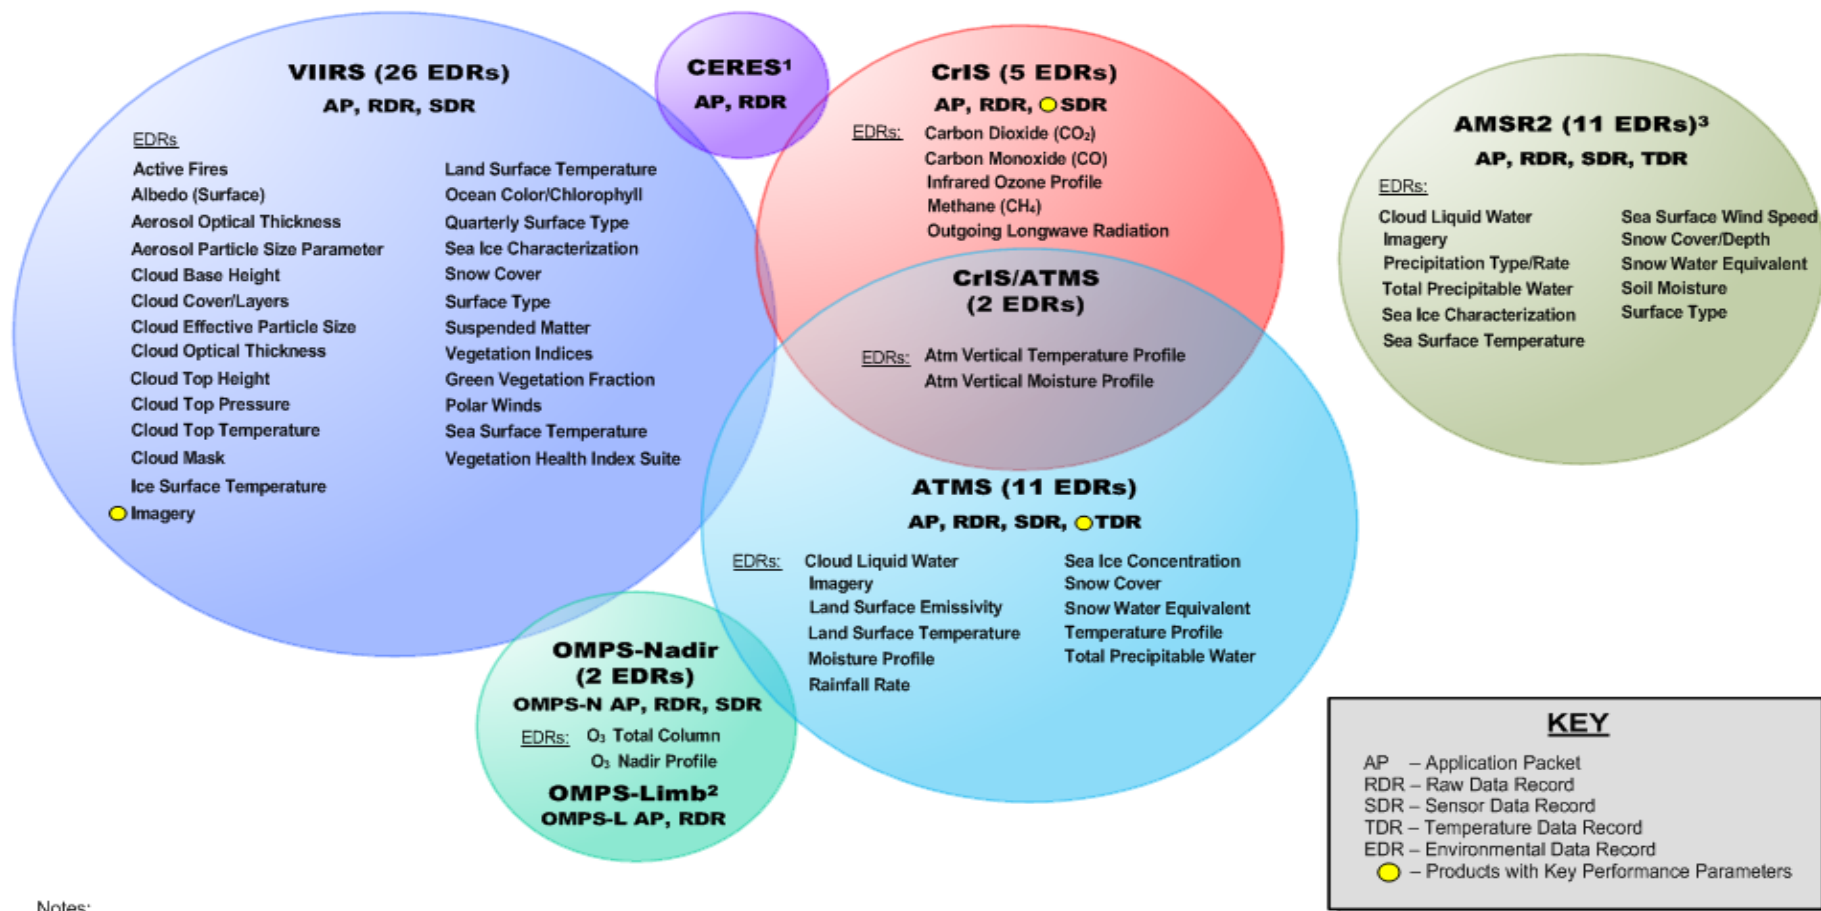 VIIRS (26 EDRs)
AP, RDR, SDR
EDRs
Active Fires
Albedo (Surface)
Aerosol Optical Thickness
Aerosol Particle Size Parameter
Cloud Base Height
Cloud Cover/Layers
Cloud Effective Particle Size
Cloud Optical Thickness
Cloud Top Height
Cloud Top Pressure
Cloud Top Temperature
Cloud Mask
Ice Surface Temperature
Imagery
Land Surface Temperature
Ocean Color/Chlorophyll
Quarterly Surface Type
Sea Ice Characterization
Snow Cover
Surface Type
Suspended Matter
Vegetation Indices
Green Vegetation Fraction
Polar Winds
Sea Surface Temperature
Vegetation Health Index Suite
CERES¹
AP, RDR
CrIS (5 EDRs)
AP, RDR, SDR
EDRs:
Carbon Dioxide (CO₂)
Carbon Monoxide (CO)
Infrared Ozone Profile
Methane (CH₄)
Outgoing Longwave Radiation
CrIS/ATMS
(2 EDRs)
EDRs:
Atm Vertical Temperature Profile
Atm Vertical Moisture Profile
ATMS (11 EDRs)
AP, RDR, SDR, TDR
EDRs:
Cloud Liquid Water
Imagery
Land Surface Emissivity
Land Surface Temperature
Moisture Profile
Rainfall Rate
Sea Ice Concentration
Snow Cover
Snow Water Equivalent
Temperature Profile
Total Precipitable Water
AMSR2 (11 EDRs)³
AP, RDR, SDR, TDR
EDRs:
Cloud Liquid Water
Imagery
Precipitation Type/Rate
Total Precipitable Water
Sea Ice Characterization
Sea Surface Temperature
Sea Surface Wind Speed
Snow Cover/Depth
Snow Water Equivalent
Soil Moisture
Surface Type
OMPS-Nadir
(2 EDRs)
OMPS-N AP, RDR, SDR
EDRs: O₃ Total Column
O₃ Nadir Profile
OMPS-Limb²
OMPS-L AP, RDR
KEY
AP – Application Packet
RDR – Raw Data Record
SDR – Sensor Data Record
TDR – Temperature Data Record
EDR – Environmental Data Record
– Products with Key Performance Parameters
Notes: